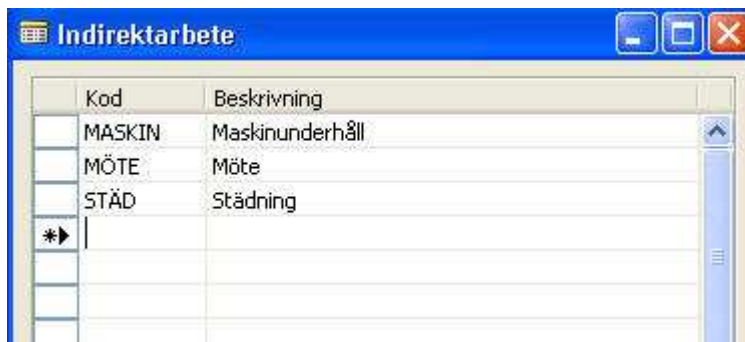 Indirektarbete
Kod Beskrivning
MASKIN Maskinunderhåll
MÖTE Möte
STÄD Städning